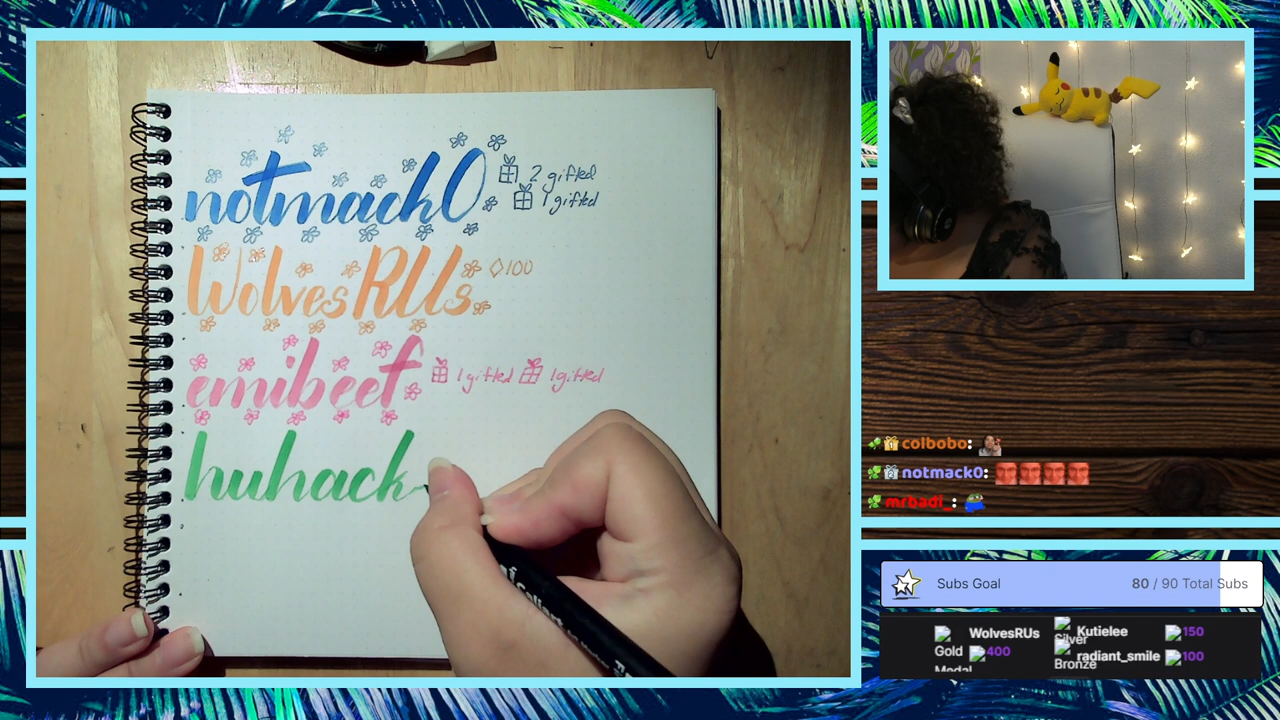 notmack0
2 gifted
1 gifted
WolvesRUs
100
emibeef
1 gifted 1 gifted
huhack
colbobo:
notmack0:
mrbadi_:
Subs Goal 80 / 90 Total Subs
Gold Medal WolvesRUs 400
Silver Kutielee 150
Bronze radiant_smile 100